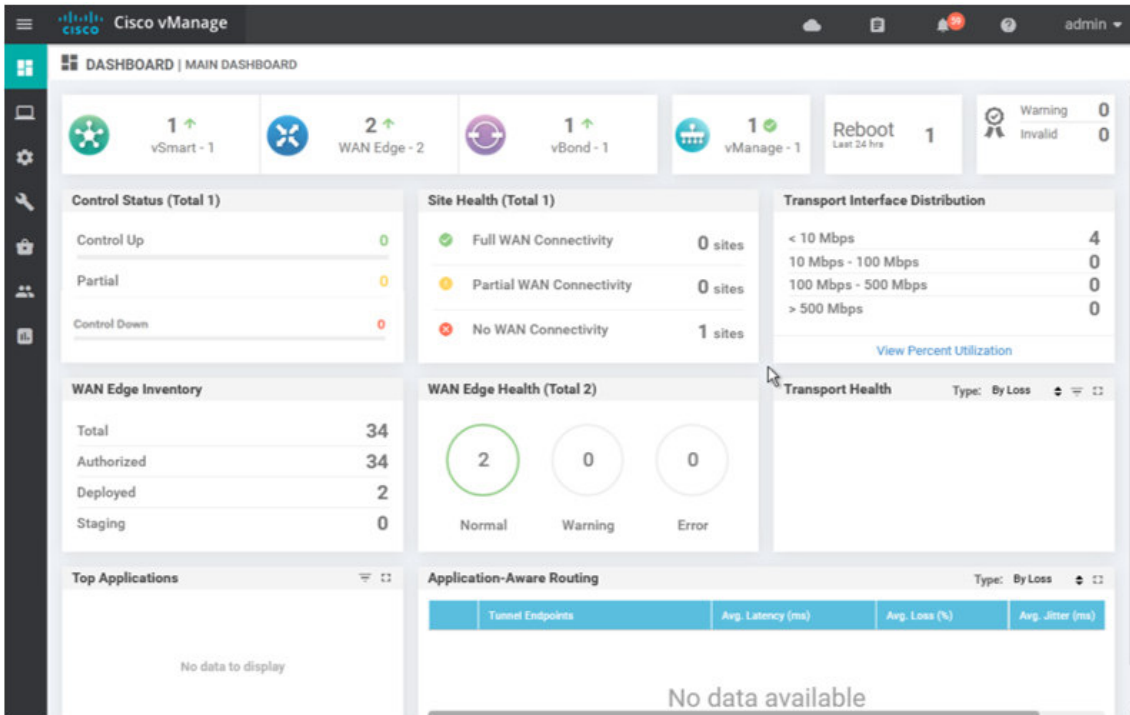 cisco Cisco vManage 59 admin
DASHBOARD | MAIN DASHBOARD
1 vSmart - 1
2 WAN Edge - 2
1 vBond - 1
1 vManage - 1
Reboot Last 24 hrs 1
Warning 0
Invalid 0
Control Status (Total 1)
Control Up 0
Partial 0
Control Down 0
Site Health (Total 1)
Full WAN Connectivity 0 sites
Partial WAN Connectivity 0 sites
No WAN Connectivity 1 sites
Transport Interface Distribution
< 10 Mbps 4
10 Mbps - 100 Mbps 0
100 Mbps - 500 Mbps 0
> 500 Mbps 0
View Percent Utilization
WAN Edge Inventory
Total 34
Authorized 34
Deployed 2
Staging 0
WAN Edge Health (Total 2)
2 0 0
Normal Warning Error
Transport Health Type: By Loss
Top Applications
No data to display
Application-Aware Routing Type: By Loss
Tunnel Endpoints Avg. Latency (ms) Avg. Loss (%) Avg. Jitter (ms)
No data available